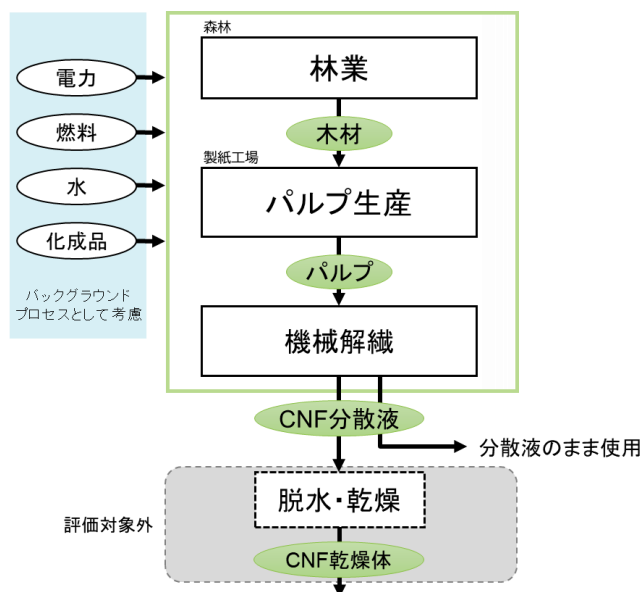 森林
林業
電力
木材
燃料
製紙工場
水
パルプ生産
化成品
パルプ
バックグラウンド
プロセスとして考慮
機械解繊
CNF分散液
分散液のまま使用
脱水・乾燥
評価対象外
CNF乾燥体